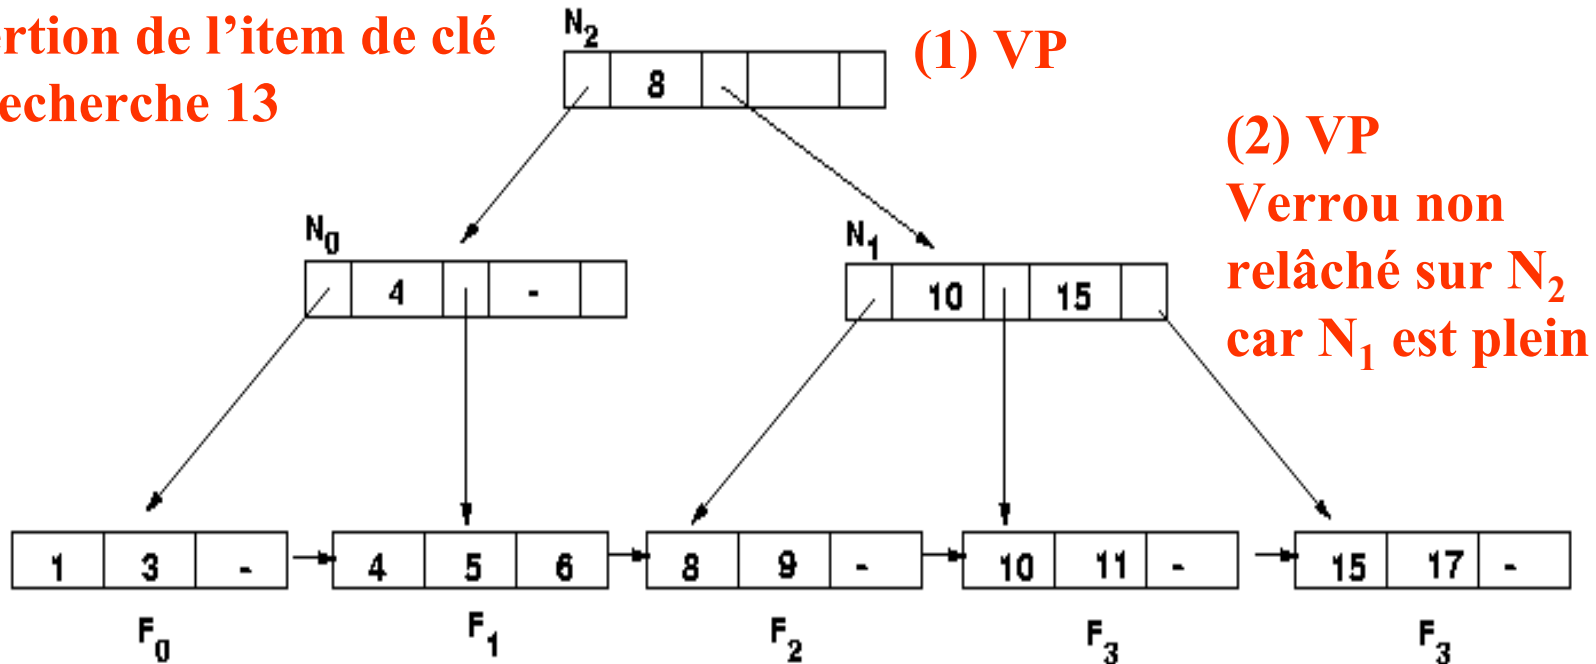 ertion de l’item de clé
echerche 13
N2
8
(1) VP
(2) VP
Verrou non
relâché sur N2
car N1 est plein
N0
4 -
N1
10 15
1 3 -
4 5 6
8 9 -
10 11 -
15 17 -
F0
F1
F2
F3
F3